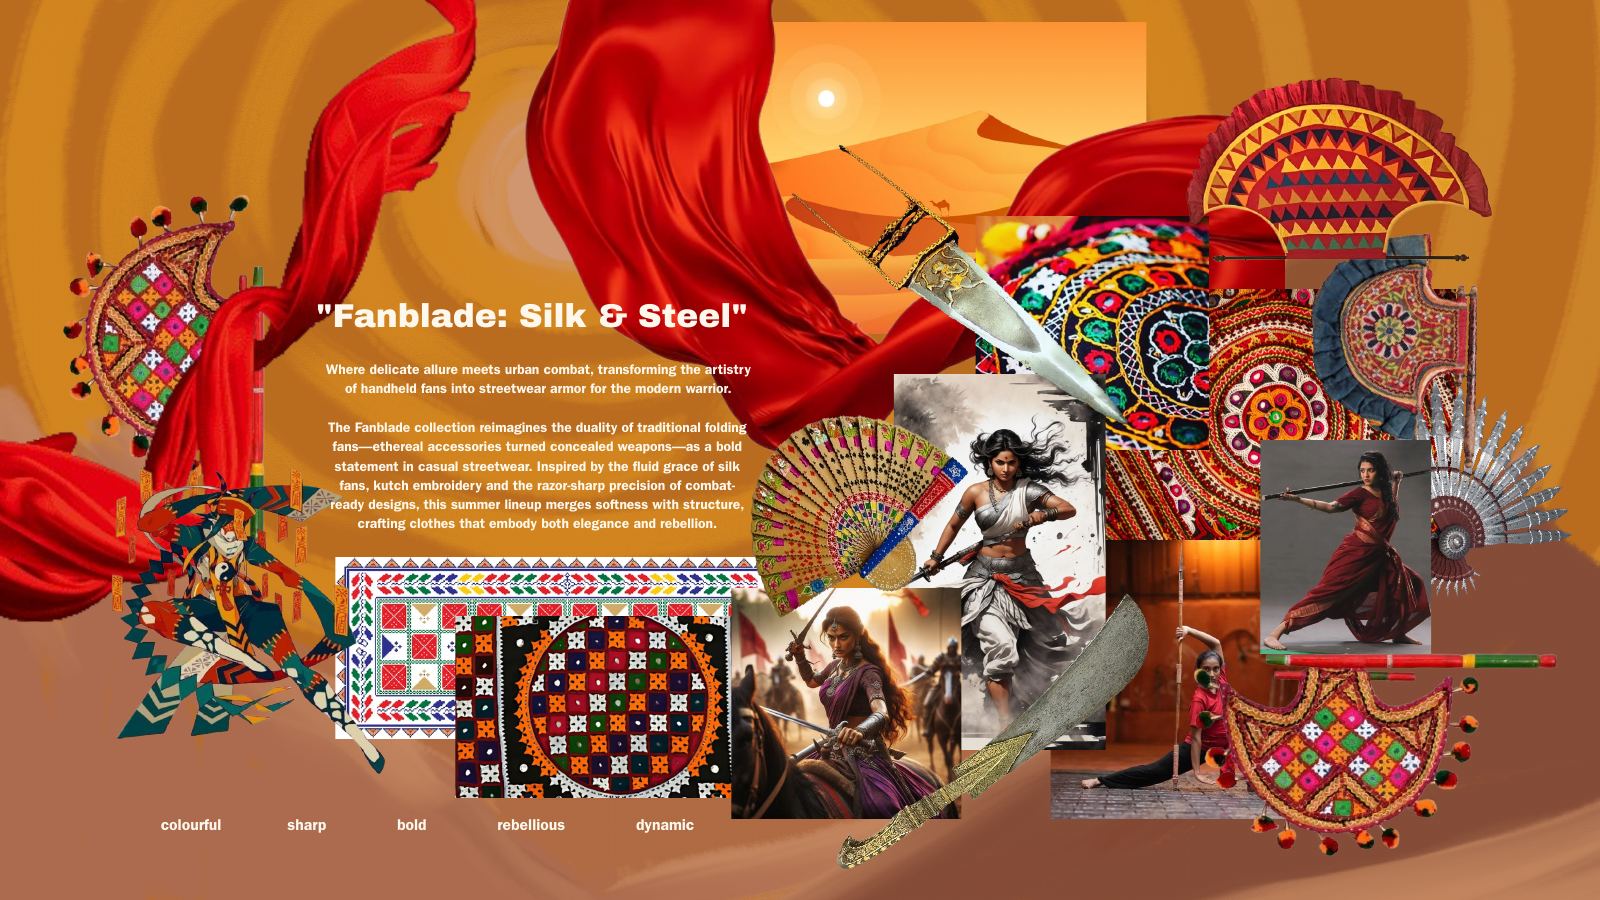 "Fanblade: Silk & Steel"
Where delicate allure meets urban combat, transforming the artistry
of handheld fans into streetwear armor for the modern warrior.
The Fanblade collection reimagines the duality of traditional folding
fans—ethereal accessories turned concealed weapons—as a bold
statement in casual streetwear. Inspired by the fluid grace of silk
fans, kutch embroidery and the razor-sharp precision of combat-
ready designs, this summer lineup merges softness with structure,
crafting clothes that embody both elegance and rebellion.
colourful sharp bold rebellious dynamic